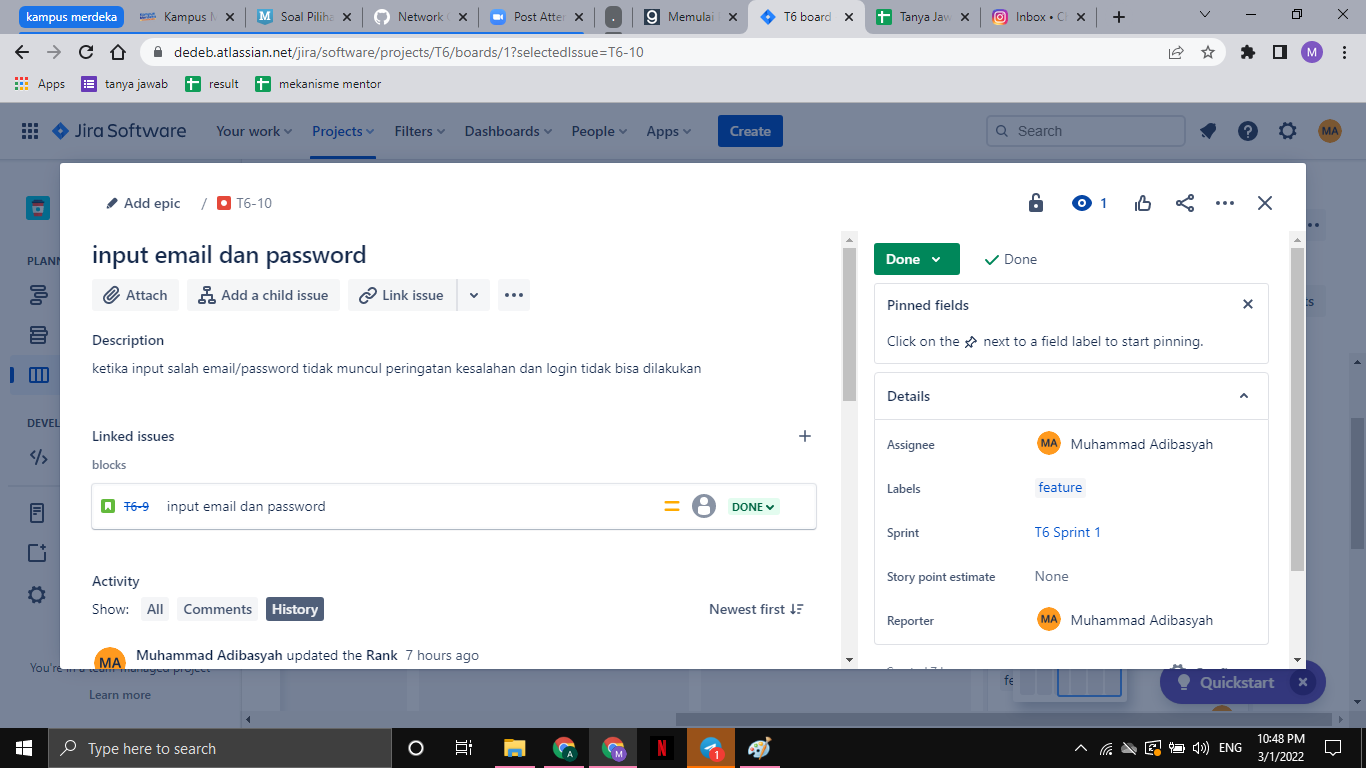 kampus merdeka
Kampus M
Soal Pilihan
Network
Post Atten
.
Memulai
T6 board
Tanya Jaw
Inbox • C
dedeb.atlassian.net/jira/software/projects/T6/boards/1?selectedIssue=T6-10
M
Apps
tanya jawab
result
mekanisme mentor
Jira Software
Your work
Projects
Filters
Dashboards
People
Apps
Create
Search
MA
Add epic / T6-10
1
PLANN
DEVEL
input email dan password
Attach
Add a child issue
Link issue
Description
ketika input salah email/password tidak muncul peringatan kesalahan dan login tidak bisa dilakukan
Linked issues
blocks
T6-9 input email dan password DONE
Activity
Show: All Comments History
Newest first
MA Muhammad Adibasyah updated the Rank 7 hours ago
Done
Done
Pinned fields
Click on the next to a field label to start pinning.
Details
Assignee MA Muhammad Adibasyah
Labels feature
Sprint T6 Sprint 1
Story point estimate None
Reporter MA Muhammad Adibasyah
You're in a team-managed project
Learn more
fe
Quickstart
Type here to search
A
M
N
1
ENG
10:48 PM
3/1/2022